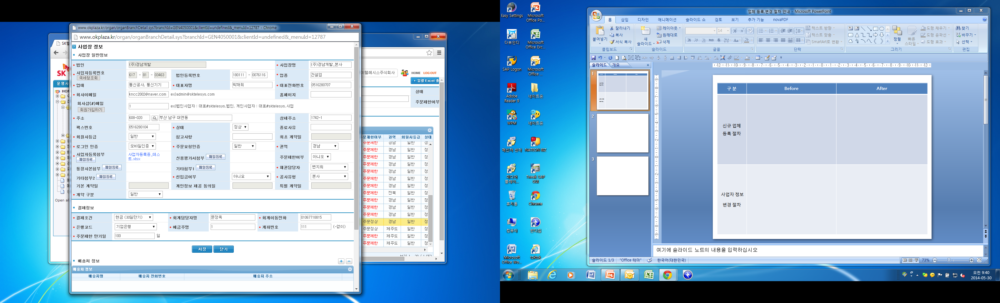 www.okplaza.kr/organ/organBranchDetail.sys?branchId=GEN4050001&clientId=undefined&_menuId=12787 - Chrome
www.okplaza.kr/organ/organBranchDetail.sys?branchId=GEN4050001&clientId=undefined&_menuId=12787
사업장 정보
사업장 일반정보
법인 (주)경남개발 사업장명 (주)경남개발_본사
사업자등록번호 617 - 81 - 03463 법인등록번호 180111 - 0076116 업종 건설업
국세청조회
업태 통신공사, 통신기기 대표자명 박재희 대표전화번호 0516280707
회사이메일 kncc2002@naver.com ex)admin@sktelesys.com 홈페이지
회사샵(#)메일 1 ex)법인사업자 : 대표#sktelesys.법인, 개인사업자 : 대표#sktelesys.사업
회원가입하기
주소 608-020 부산 남구 대연동 상세주소 1742-1
팩스번호 0516280104 상태 정상 종료사유
회원사등급 일반 참고사항 최초 계약일
로그인 인증 모바일인증 주문요청인증 일반 권역 경남
사업자등록첨부 파일등록 사업자등록증_테스트.xlsx 신용평가서첨부 파일등록 주문제한여부 아니오
통장사본첨부 파일등록 기타첨부1 파일등록 채권담당자 변지희
기타첨부2 파일등록 선입금여부 아니요 공사유형 본사
기본 계약일 개인정보 제공 동의일 특별 계약일
계약 구분 일반
결제정보
결제조건 현금 (30일만기) 회계담당자명 문정옥 회계이동전화 01067718815
은행코드 기업은행 예금주명 1 계좌번호 111 (-없이)
주문제한 만기일 100 일
저장 닫기
배송처 정보
배송처 정보
배송지명 배송지 전화번호 배송지 주소
SK텔
SK
운영사
HOM
Open al
이텔레시스주식회사 HOME LOG OUT
일괄 Excel 출
상태
주문제한여부
주문제한여부 권역 회원사등급 상태
주문제한 경남 일반 정
주문제한 경남 일반 정
주문제한 경남 일반 정
주문제한 경남 일반 정
주문제한 경남 일반 정
주문제한 경남 일반 정
주문제한 경남 일반 정
주문제한 전북 일반 정
주문제한 경남 일반 정
주문제한 경남 일반 정
주문제한 경남 일반 정
주문정상 경남 일반 정
주문정상 제주도 일반 정
주문제한 제주도 일반 정
주문제한 제주도 일반 정
Easy Settings
Microsoft Office Po...
다뷰인디
Microsoft Office Exc...
SAP Logon
Microsoft Office ...
Adobe Reader 9
네이트온
WPM
네이트온
메신저 센터
NATEON BIZ
미디어 플레이...
Tweak SAP GUI
휴지통
Chrome
컴퓨터
반디집
Microsoft Office Wo...
toktok
업체 등록,변경 절차 안내 - Microsoft PowerPoint
홈 삽입 디자인 애니메이션 슬라이드 쇼 검토 보기 추가 기능 novaPDF
붙여넣기 잘라내기 복사 서식 복사
클립보드
새 슬라이드 레이아웃 원래대로 삭제
슬라이드
14
글꼴
텍스트 방향
텍스트 맞춤
SmartArt로 변환
단락
정렬 빠른 스타일 도형 채우기 도형 윤곽선 도형 효과
그리기
찾기
바꾸기
선택
편집
슬라이드 개요
1
2
3
구 분 Before After
신규 업체
등록 절차
사업자 정보
변경 절차
여기에 슬라이드 노트의 내용을 입력하십시오
슬라이드 1/3 "Office 테마" 한국어(대한민국) 73%
오전 9:40
2014-05-30